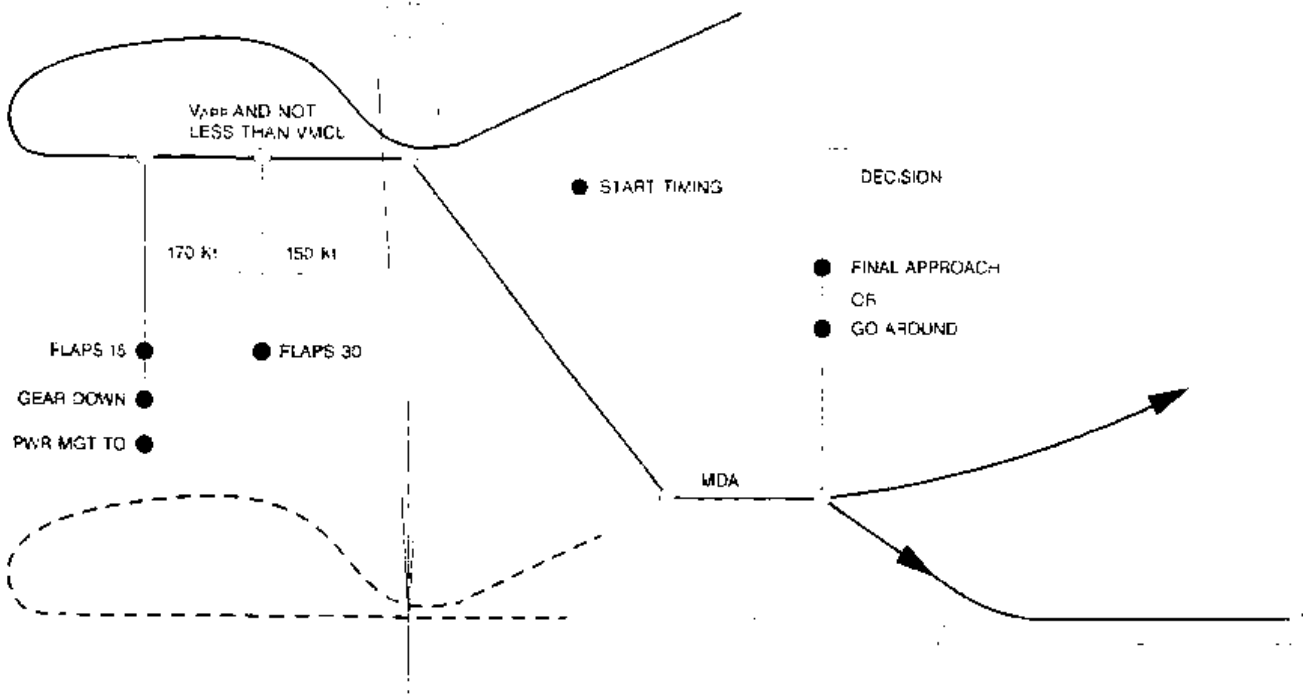 VAPP AND NOT
LESS THAN VMCL
START TIMING
DECISION
170 Kt
150 Kt
FINAL APPROACH
OR
GO AROUND
FLAPS 15
FLAPS 30
GEAR DOWN
PWR MGT TO
MDA